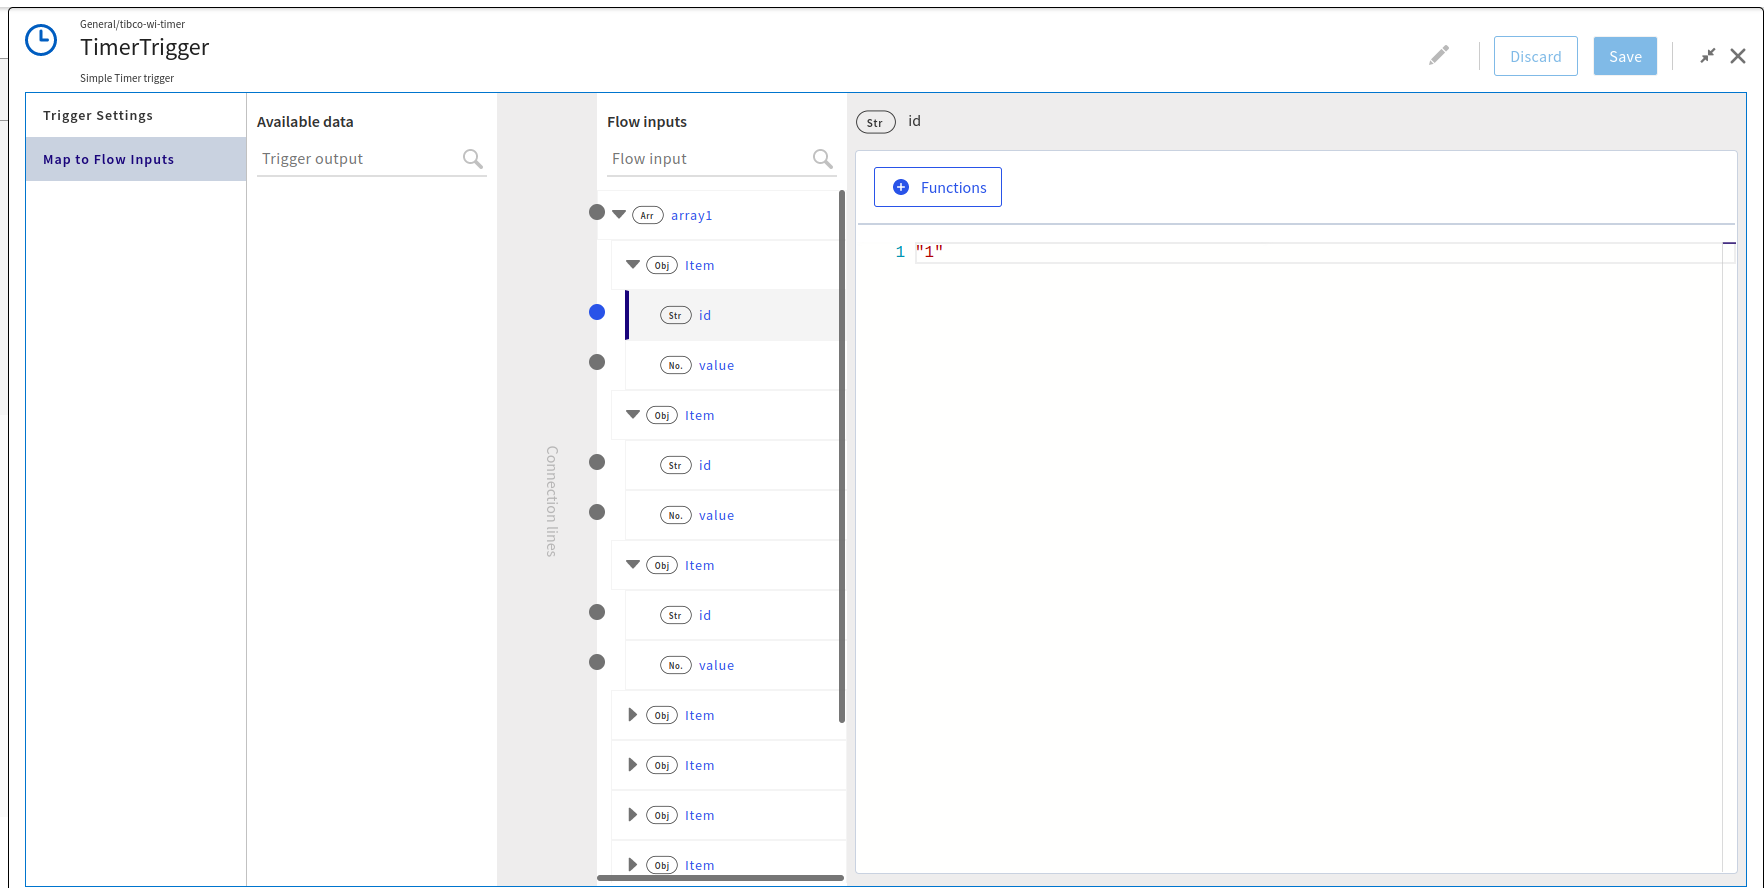 General/tibco-wi-timer
TimerTrigger
Simple Timer trigger
Discard
Save
Trigger Settings
Map to Flow Inputs
Available data
Trigger output
Connection lines
Flow inputs
Flow input
Arr array1
Obj Item
Str id
No. value
Obj Item
Str id
No. value
Obj Item
Str id
No. value
Obj Item
Obj Item
Obj Item
Obj Item
Str id
Functions
1 "1"